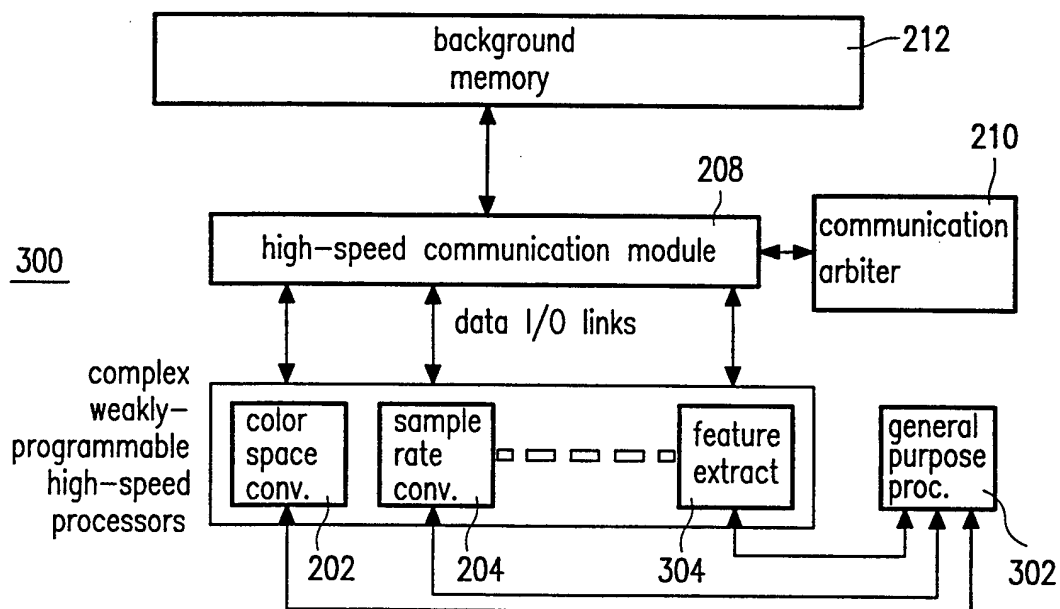 background
memory
212
210
208
communication
arbiter
high-speed communication module
300
data I/O links
complex
weakly-
programmable
high-speed
processors
color
space
conv.
sample
rate
conv.
feature
extract
general
purpose
proc.
202
204
304
302